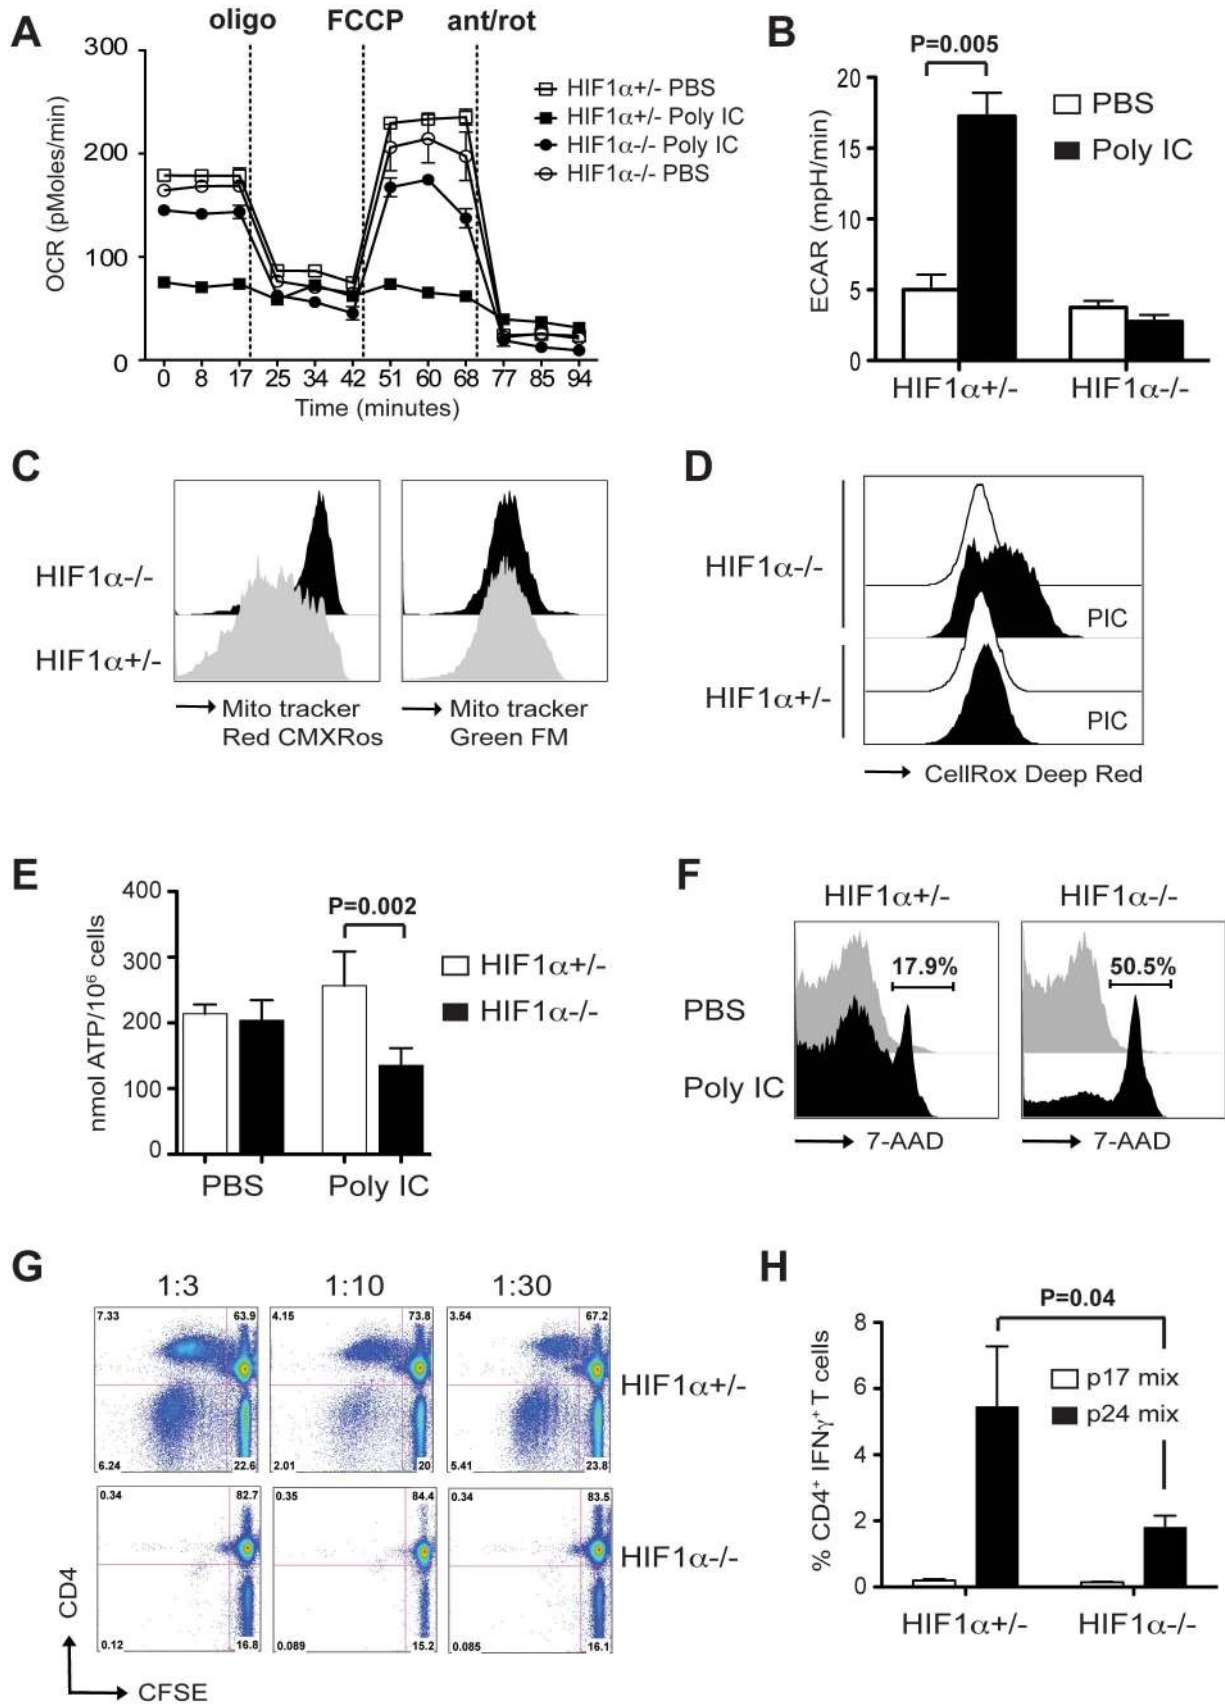 A
oligo FCCP ant/rot
300
200
100
0
OCR (pMoles/min)
HIF1α+/- PBS
HIF1α+/- Poly IC
HIF1α-/- Poly IC
HIF1α-/- PBS
0 8 17 25 34 42 51 60 68 77 85 94
Time (minutes)
B
P=0.005
20
15
10
5
0
ECAR (mpH/min)
PBS
Poly IC
HIF1α+/- HIF1α-/-
C
HIF1α-/-
HIF1α+/-
Mito tracker
Red CMXRos
Mito tracker
Green FM
D
HIF1α-/-
PIC
HIF1α+/-
PIC
CellRox Deep Red
E
400
300
200
100
0
nmol ATP/10⁶ cells
P=0.002
HIF1α+/-
HIF1α-/-
PBS Poly IC
F
HIF1α+/- HIF1α-/-
17.9% 50.5%
PBS
Poly IC
7-AAD 7-AAD
G
1:3 1:10 1:30
7.33 63.9 4.15 73.8 3.54 67.2
HIF1α+/-
6.24 22.6 2.01 20 5.41 23.8
0.34 82.7 0.35 84.4 0.34 83.5
HIF1α-/-
0.12 16.8 0.089 15.2 0.085 16.1
CD4
CFSE
H
P=0.04
8
6
4
2
0
% CD4⁺ IFNγ⁺ T cells
p17 mix
p24 mix
HIF1α+/- HIF1α-/-